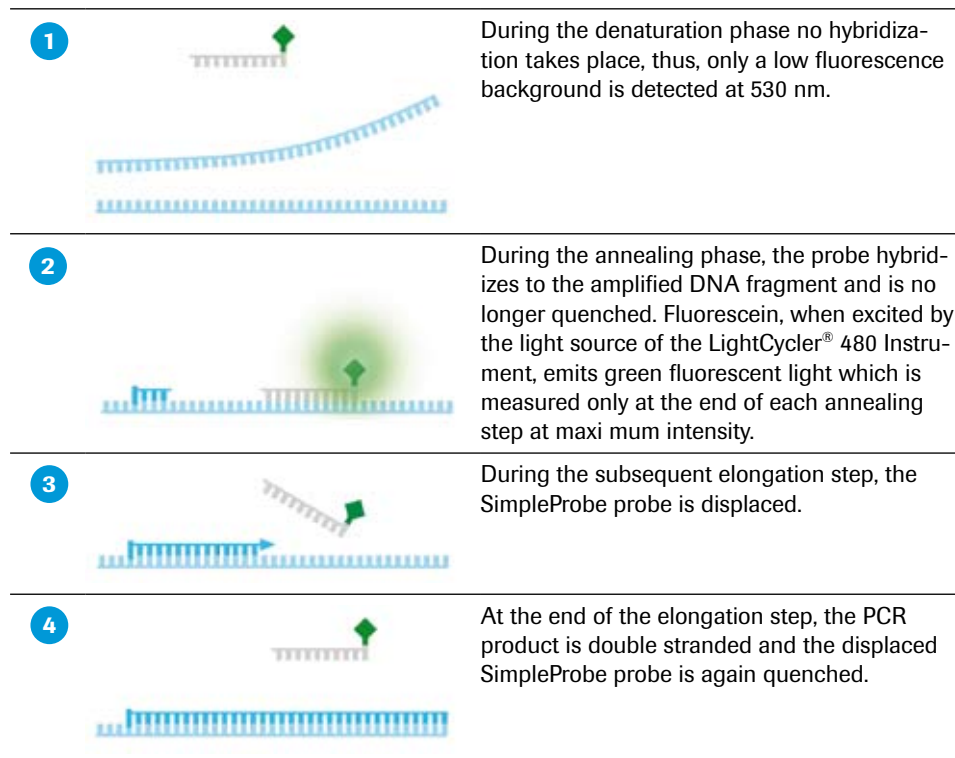 1
During the denaturation phase no hybridiza-
tion takes place, thus, only a low fluorescence
background is detected at 530 nm.
2
During the annealing phase, the probe hybrid-
izes to the amplified DNA fragment and is no
longer quenched. Fluorescein, when excited by
the light source of the LightCycler® 480 Instru-
ment, emits green fluorescent light which is
measured only at the end of each annealing
step at maxi mum intensity.
3
During the subsequent elongation step, the
SimpleProbe probe is displaced.
4
At the end of the elongation step, the PCR
product is double stranded and the displaced
SimpleProbe probe is again quenched.